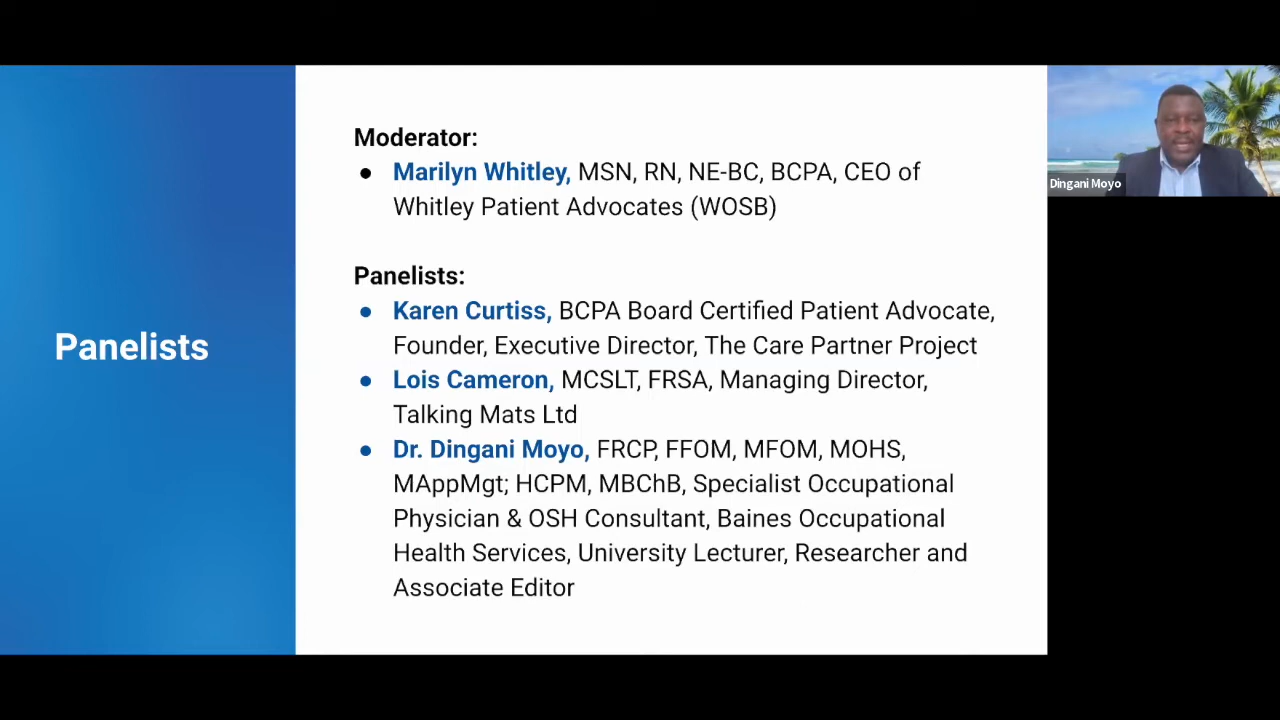 Panelists
Moderator:
● Marilyn Whitley, MSN, RN, NE-BC, BCPA, CEO of
Whitley Patient Advocates (WOSB)
Panelists:
● Karen Curtiss, BCPA Board Certified Patient Advocate,
Founder, Executive Director, The Care Partner Project
● Lois Cameron, MCSLT, FRSA, Managing Director,
Talking Mats Ltd
● Dr. Dingani Moyo, FRCP, FFOM, MFOM, MOHS,
MAppMgt; HCPM, MBChB, Specialist Occupational
Physician & OSH Consultant, Baines Occupational
Health Services, University Lecturer, Researcher and
Associate Editor
Dingani Moyo